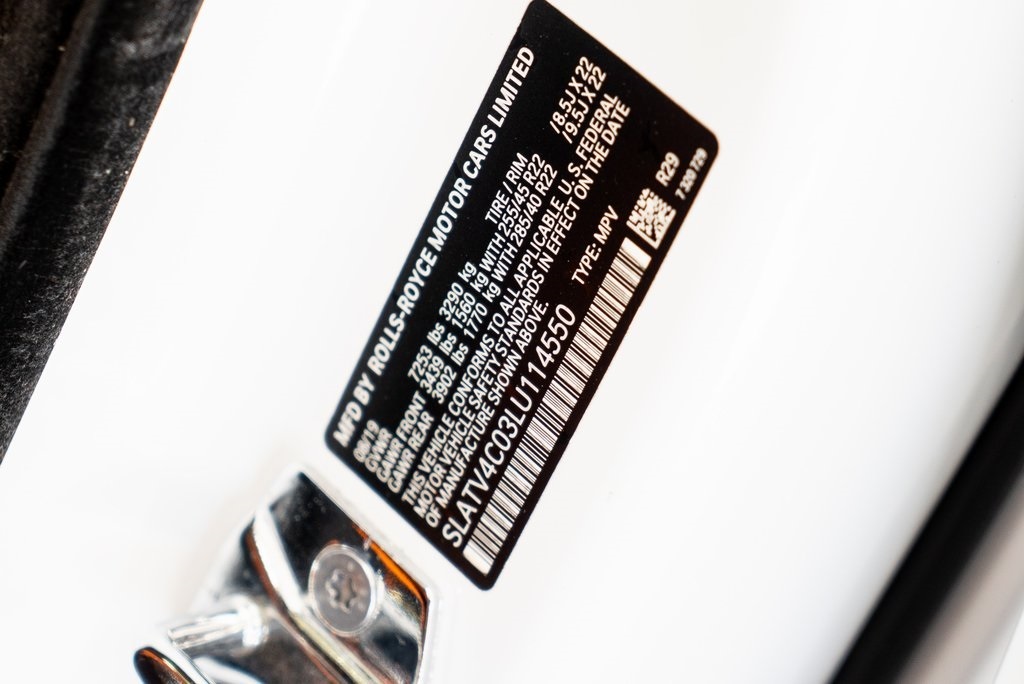 MFD BY ROLLS-ROYCE MOTOR CARS LIMITED
08/19
GVWR 7253 lbs 3290 kg TIRE / RIM
GAWR FRONT 3439 lbs 1560 kg WITH 255/45 R22 /8.5J X 22
GAWR REAR 3902 lbs 1770 kg WITH 285/40 R22 /9.5J X 22
THIS VEHICLE CONFORMS TO ALL APPLICABLE U. S. FEDERAL
MOTOR VEHICLE SAFETY STANDARDS IN EFFECT ON THE DATE
OF MANUFACTURE SHOWN ABOVE.
SLATV4C03LU114550 TYPE: MPV
R29
7 320 729